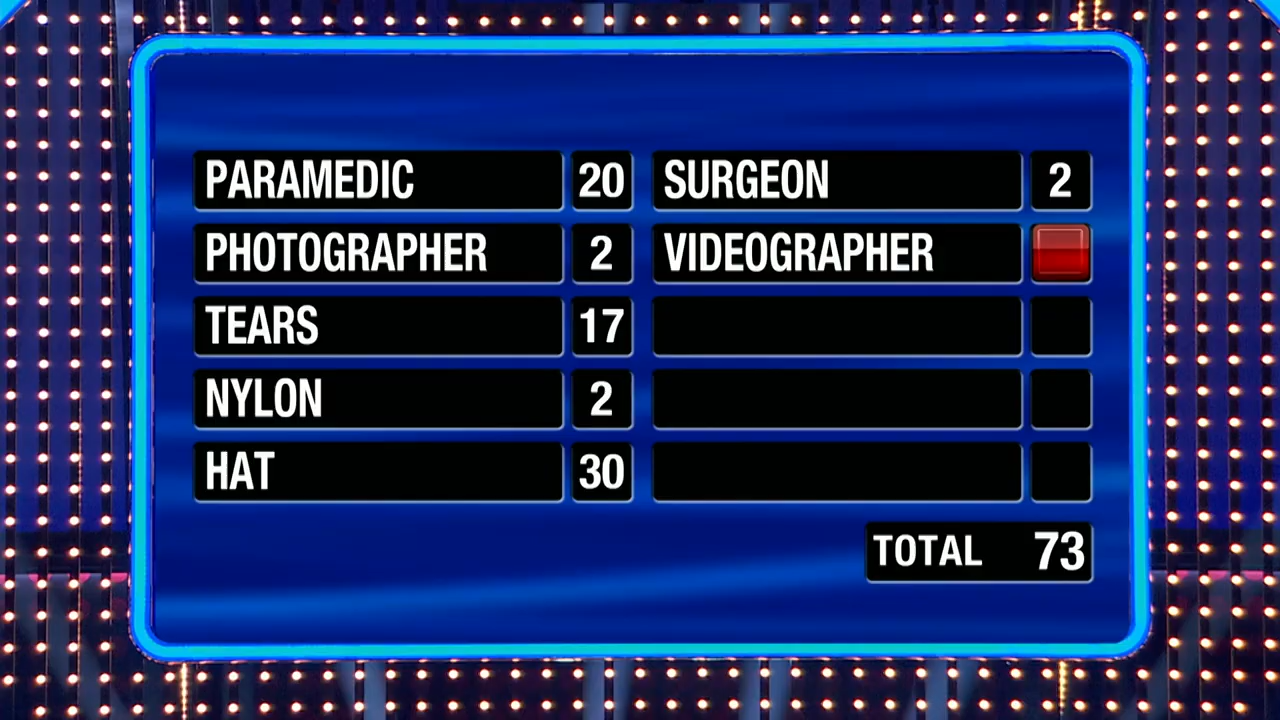 PARAMEDIC 20 SURGEON 2
PHOTOGRAPHER 2 VIDEOGRAPHER
TEARS 17
NYLON 2
HAT 30
TOTAL 73